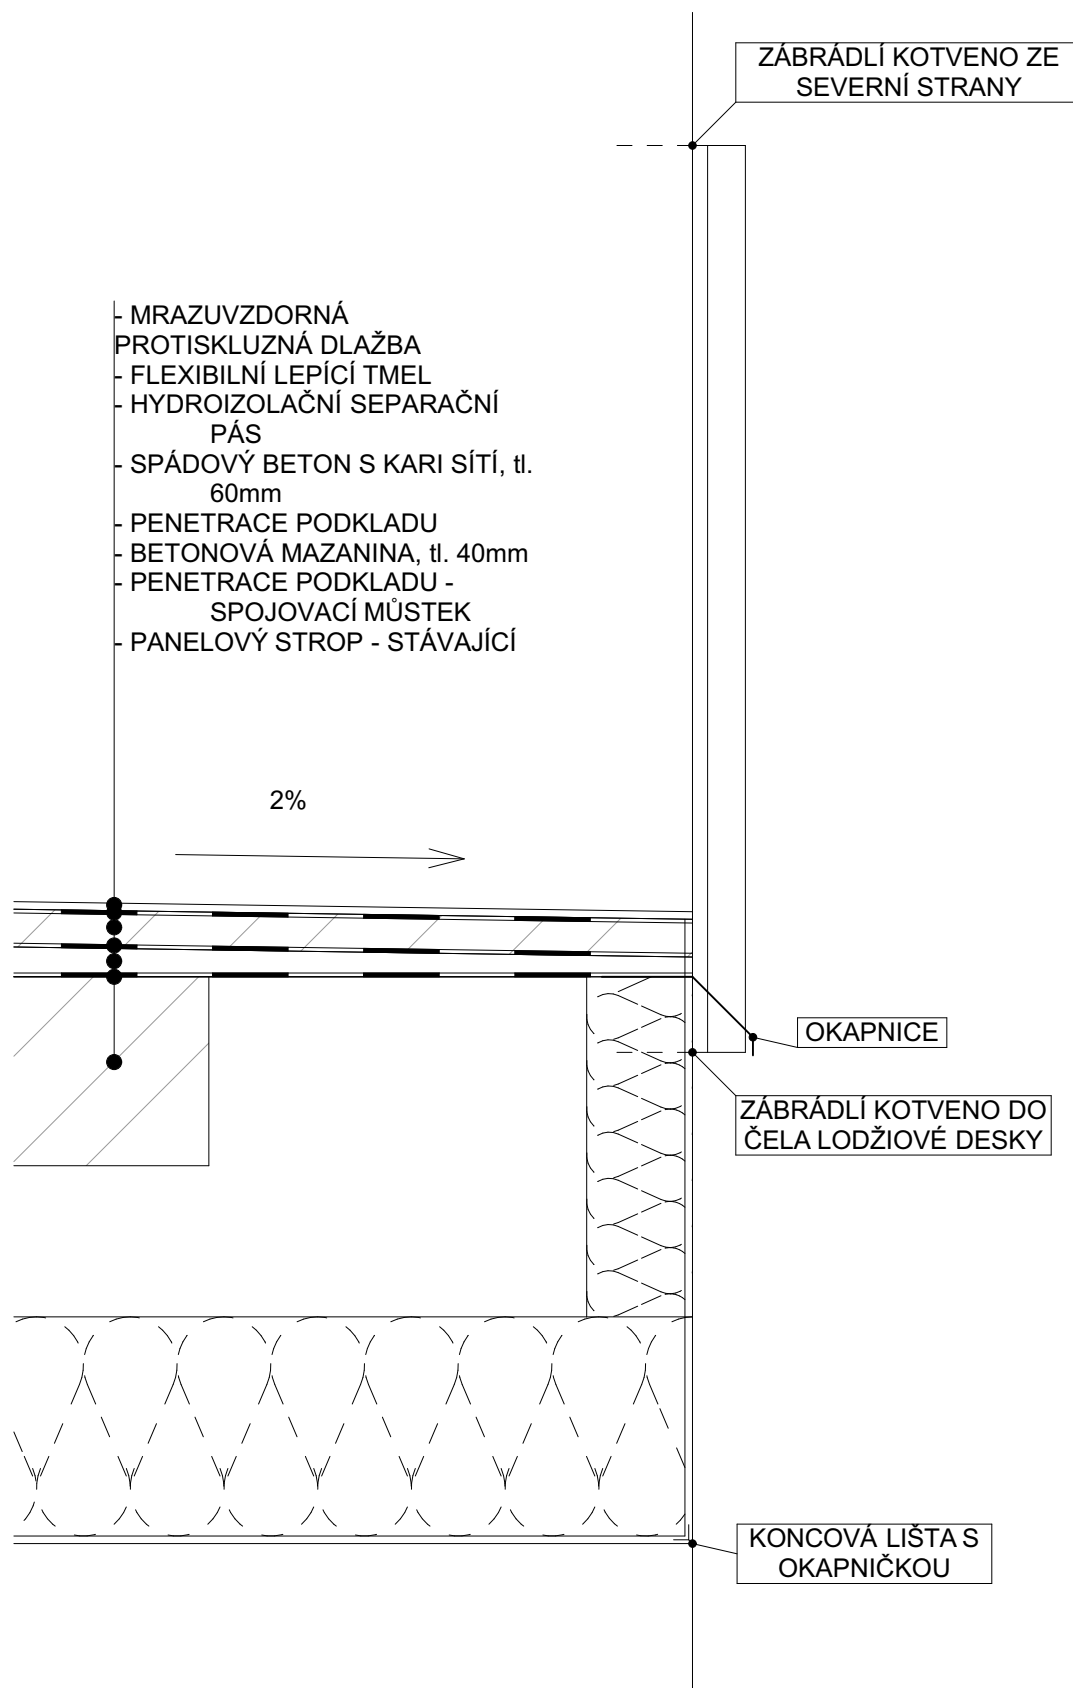 ZÁBRADLÍ KOTVENO ZE
SEVERNÍ STRANY
- MRAZUVZDORNÁ
PROTISKLUZNÁ DLAŽBA
- FLEXIBILNÍ LEPÍCÍ TMEL
- HYDROIZOLAČNÍ SEPARAČNÍ
PÁS
- SPÁDOVÝ BETON S KARI SÍTÍ, tl.
60mm
- PENETRACE PODKLADU
- BETONOVÁ MAZANINA, tl. 40mm
- PENETRACE PODKLADU -
SPOJOVACÍ MŮSTEK
- PANELOVÝ STROP - STÁVAJÍCÍ
2%
OKAPNICE
ZÁBRADLÍ KOTVENO DO
ČELA LODŽIOVÉ DESKY
KONCOVÁ LIŠTA S
OKAPNIČKOU